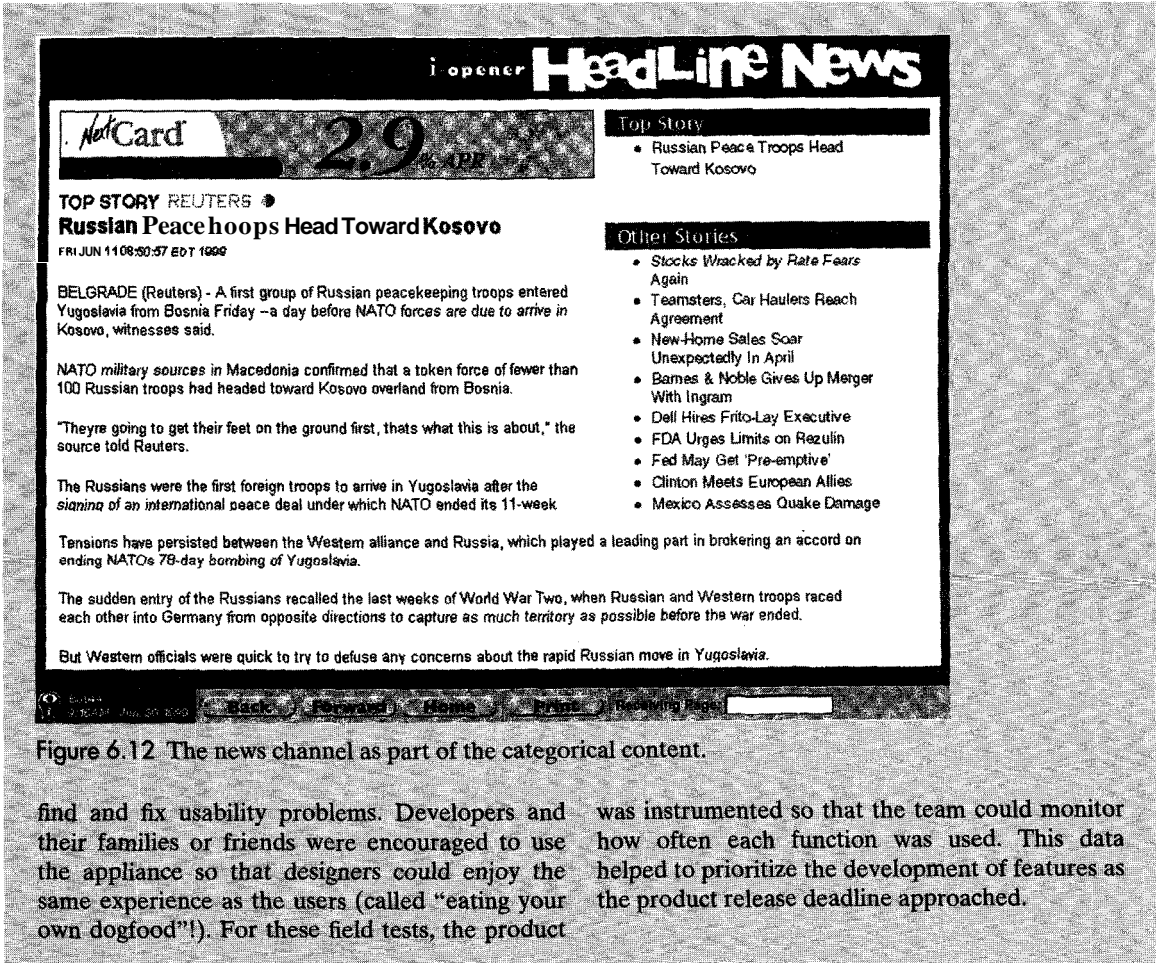 i opener HeadLine News
NextCard
2.9% APR
TOP STORY REUTERS
Russian Peace hoops Head Toward Kosovo
FRI JUN 11 08:50:57 EDT 1999
BELGRADE (Reuters) - A first group of Russian peacekeeping troops entered
Yugoslavia from Bosnia Friday –a day before NATO forces are due to arrive in
Kosovo, witnesses said.
NATO military sources in Macedonia confirmed that a token force of fewer than
100 Russian troops had headed toward Kosovo overland from Bosnia.
"Theyre going to get their feet on the ground first, thats what this is about," the
source told Reuters.
The Russians were the first foreign troops to arrive in Yugoslavia after the
signing of an international peace deal under which NATO ended its 11-week
Top Story
• Russian Peace Troops Head
Toward Kosovo
Other Stories
• Stocks Wracked by Rate Fears
Again
• Teamsters, Car Haulers Reach
Agreement
• New-Home Sales Soar
Unexpectedly In April
• Barnes & Noble Gives Up Merger
With Ingram
• Dell Hires Frito-Lay Executive
• FDA Urges Limits on Rezulin
• Fed May Get 'Pre-emptive'
• Clinton Meets European Allies
• Mexico Assesses Quake Damage
Tensions have persisted between the Western alliance and Russia, which played a leading part in brokering an accord on
ending NATOs 78-day bombing of Yugoslavia.
The sudden entry of the Russians recalled the last weeks of World War Two, when Russian and Western troops raced
each other into Germany from opposite directions to capture as much territory as possible before the war ended.
But Western officials were quick to try to defuse any concerns about the rapid Russian move in Yugoslavia.
Back Forward Home Print Receiving Page:
Figure 6.12 The news channel as part of the categorical content.
find and fix usability problems. Developers and
their families or friends were encouraged to use
the appliance so that designers could enjoy the
same experience as the users (called “eating your
own dogfood”!). For these field tests, the product
was instrumented so that the team could monitor
how often each function was used. This data
helped to prioritize the development of features as
the product release deadline approached.